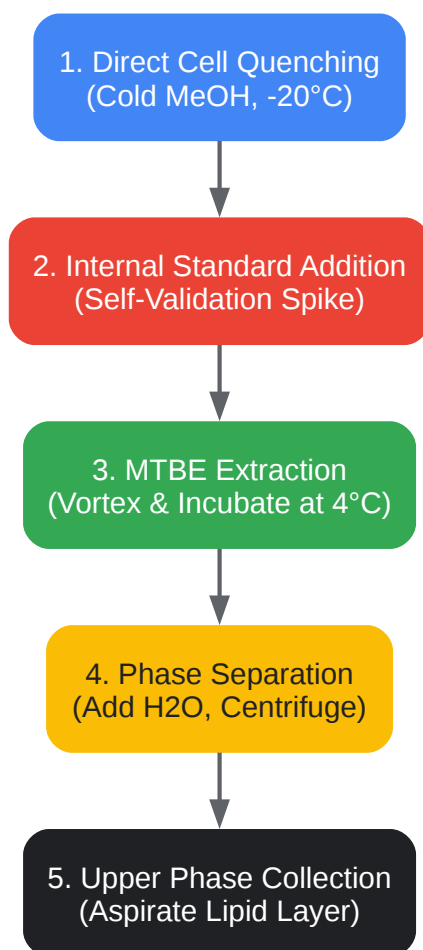 1. Direct Cell Quenching
(Cold MeOH, -20°C)
2. Internal Standard Addition
(Self-Validation Spike)
3. MTBE Extraction
(Vortex & Incubate at 4°C)
4. Phase Separation
(Add H2O, Centrifuge)
5. Upper Phase Collection
(Aspirate Lipid Layer)